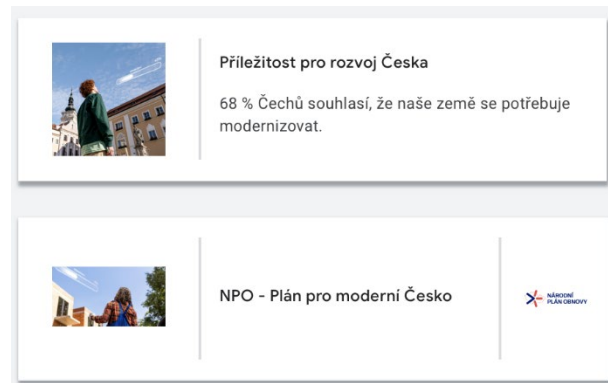 Příležitost pro rozvoj Česka
68 % Čechů souhlasí, že naše země se potřebuje
modernizovat.
NPO - Plán pro moderní Česko
NÁRODNÍ
PLÁN OBNOVY